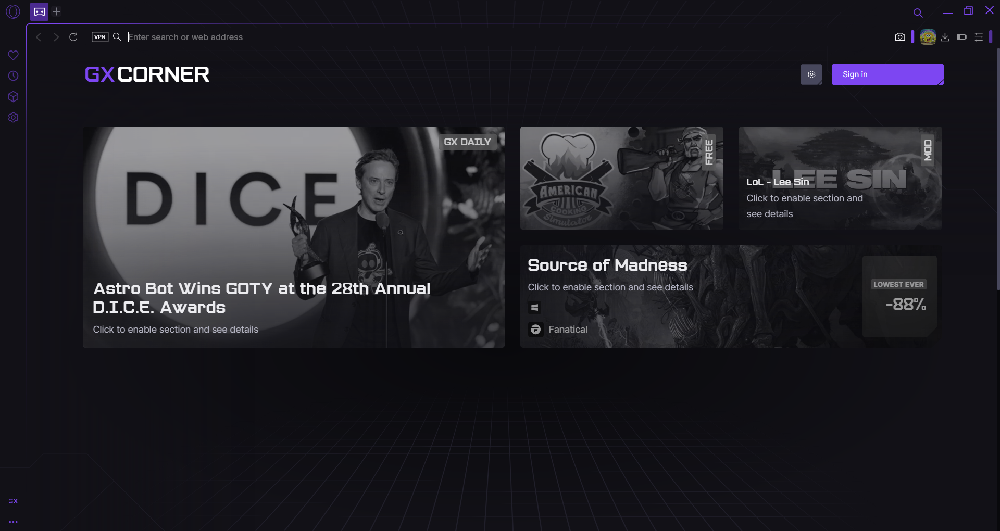 VPN
Enter search or web address
GX CORNER
Sign in
DICE
GX DAILY
Astro Bot Wins GOTY at the 28th Annual
D.I.C.E. Awards
Click to enable section and see details
AMERICAN
COOKING
Simulator
FREE
LEE SIN
MOD
LoL - Lee Sin
Click to enable section and
see details
Source of Madness
Click to enable section and see details
Fanatical
LOWEST EVER
-88%
GX